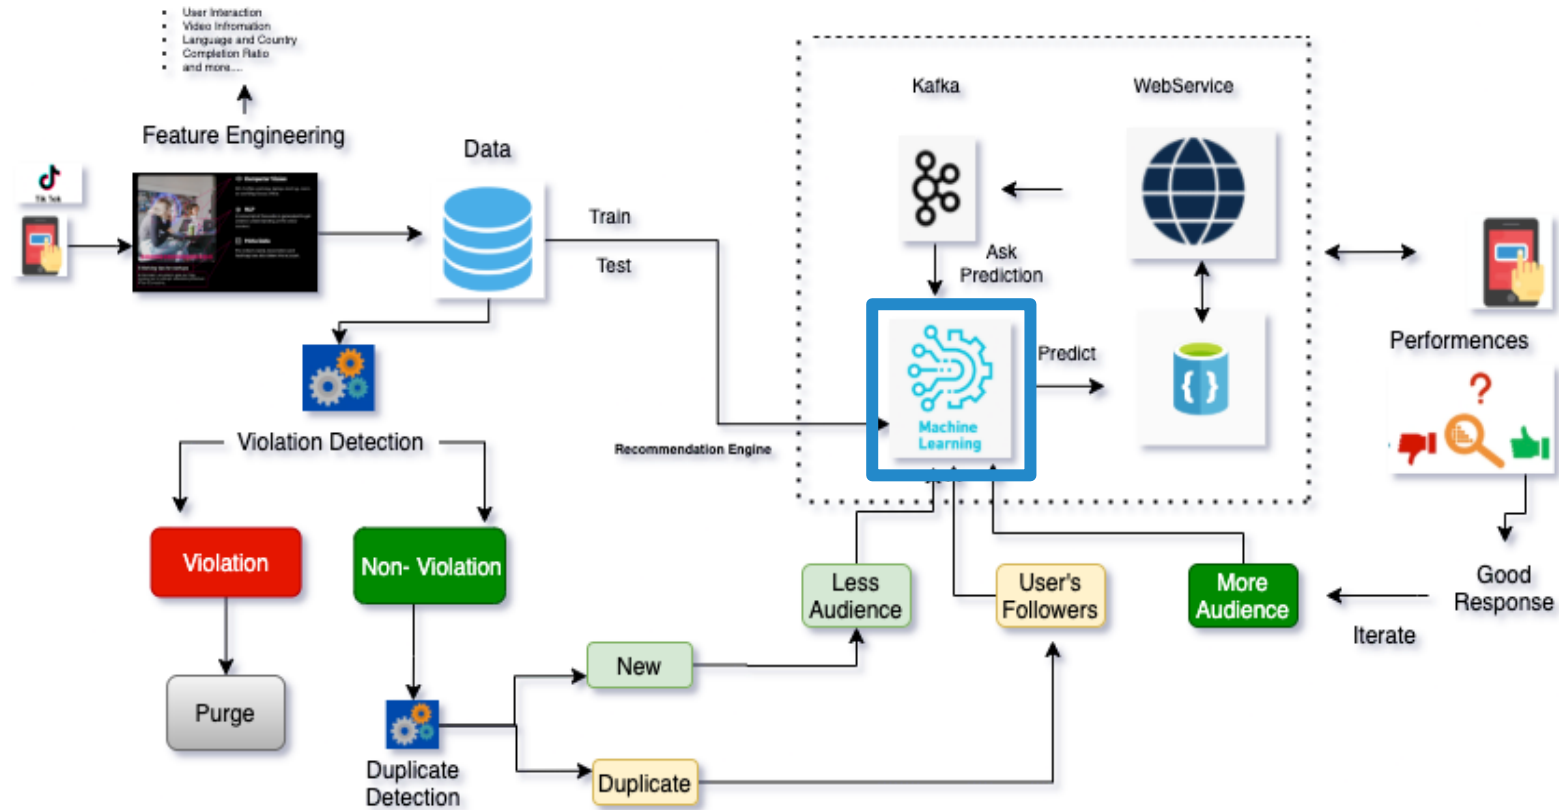 User Interaction
Video Infromation
Language and Country
Completion Ratio
and more....
Feature Engineering
Tik Tok
Data
Train
Test
Kafka
WebService
Ask
Prediction
Predict
Machine
Learning
Recommendation Engine
Performences
?
Violation Detection
Violation
Non- Violation
Less
Audience
User's
Followers
More
Audience
Good
Response
Iterate
New
Purge
Duplicate
Detection
Duplicate
{ }